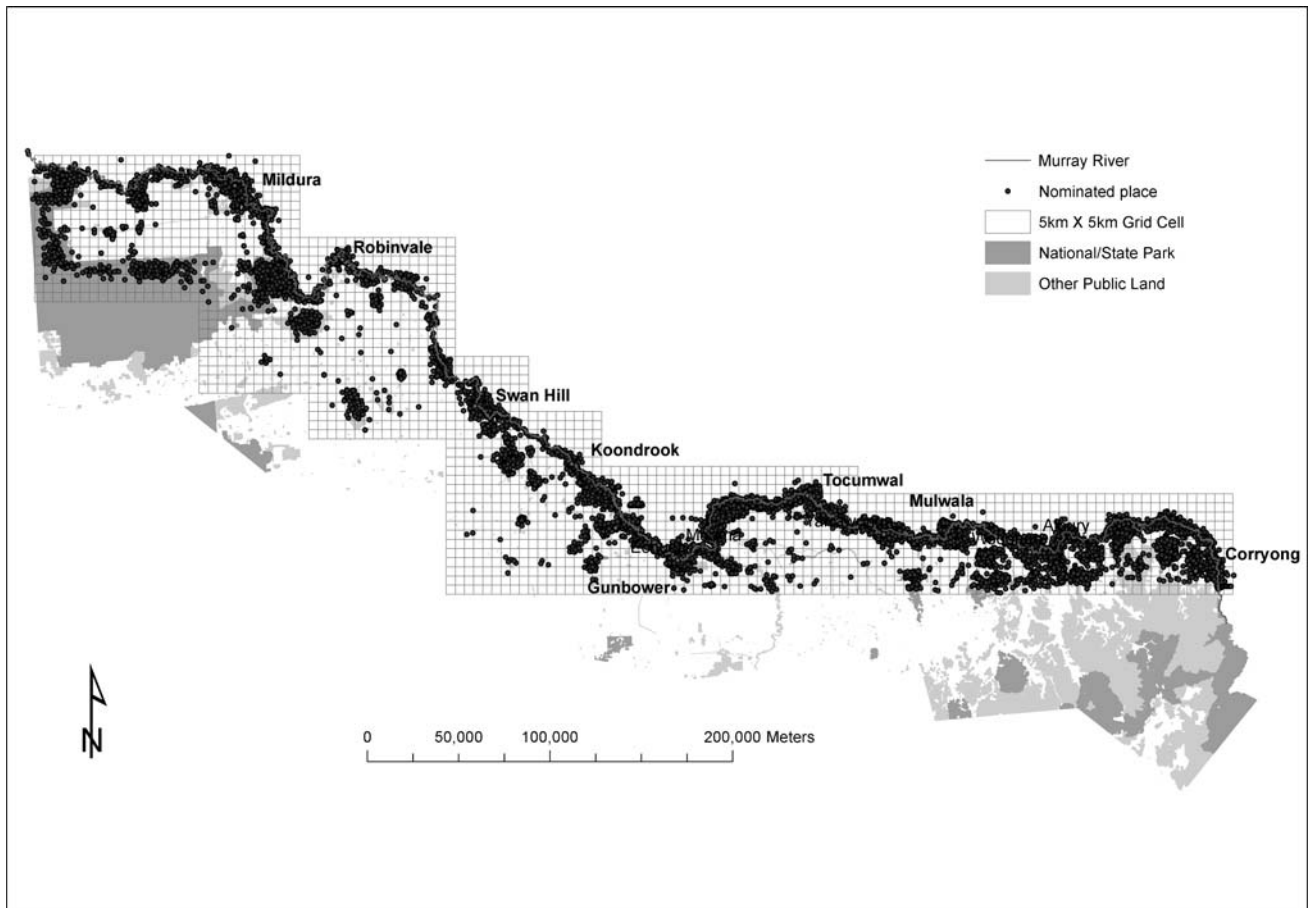 Murray River
Mildura
Nominated place
5km X 5km Grid Cell
Robinvale
National/State Park
Other Public Land
Swan Hill
Koondrook
Tocumwal
Mulwala
Corryong
Gunbower
N
0 50,000 100,000 200,000 Meters